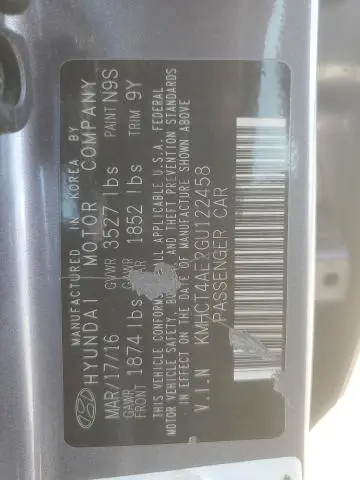 MANUFACTURED IN KOREA BY
HYUNDAI MOTOR COMPANY
MAR/17/16 GVWR 3527 lbs PAINT N9S
GAWR FRONT 1874 lbs GAWR 1852 lbs TRIM 9Y
THIS VEHICLE CONFORMS ALL APPLICABLE U.S.A. FEDERAL
MOTOR VEHICLE SAFETY AND THEFT PREVENTION STANDARDS
IN EFFECT ON THE DATE OF MANUFACTURE SHOWN ABOVE
V.I.N KMHCT4AE2GU122458
PASSENGER CAR